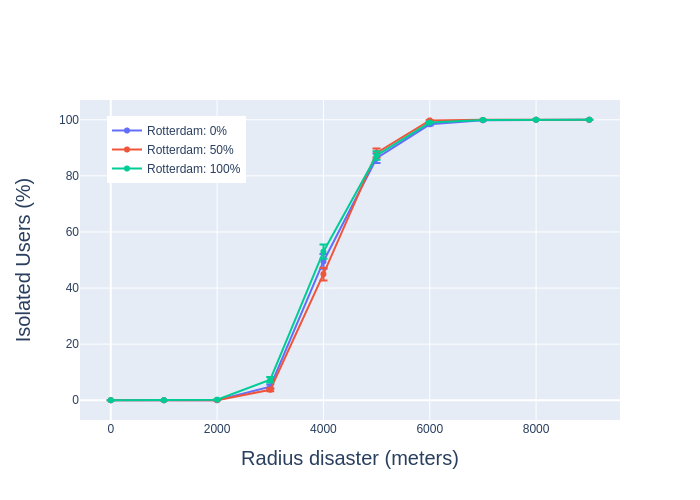 100
80
60
40
20
0
Rotterdam: 0%
Rotterdam: 50%
Rotterdam: 100%
Isolated Users (%)
0 2000 4000 6000 8000
Radius disaster (meters)